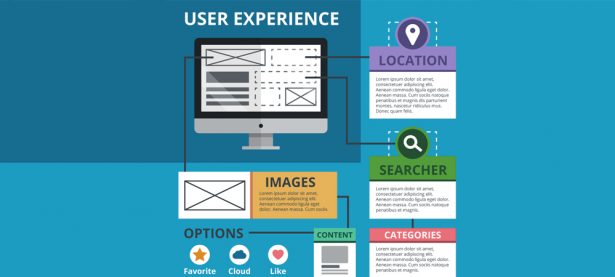 USER EXPERIENCE
LOCATION
Lorem ipsum dolor sit amet,
consectetuer adipiscing elit.
Aenean commodo ligula eget
dolor. Aenean massa. Cum
sociis natoque penatibus et
magnis dis parturient montes,
nascetur ridiculus mus.
penatibus et magnis dis
SEARCHER
Lorem ipsum dolor sit amet,
consectetuer adipiscing elit.
Aenean commodo ligula eget dolor.
Aenean massa. Cum sociis natoque
penatibus et magnis dis
IMAGES
Lorem ipsum dolor sit amet,
consectetuer adipiscing elit.
Aenean commodo ligula eget dolor.
Aenean massa. Cum sociis.
OPTIONS
Favorite
Cloud
Like
CONTENT
CATEGORIES
Lorem ipsum dolor sit amet,
consectetuer adipiscing elit.
Aenean commodo ligula eget dolor.
Aenean massa. Cum sociis natoque
penatibus et magnis dis